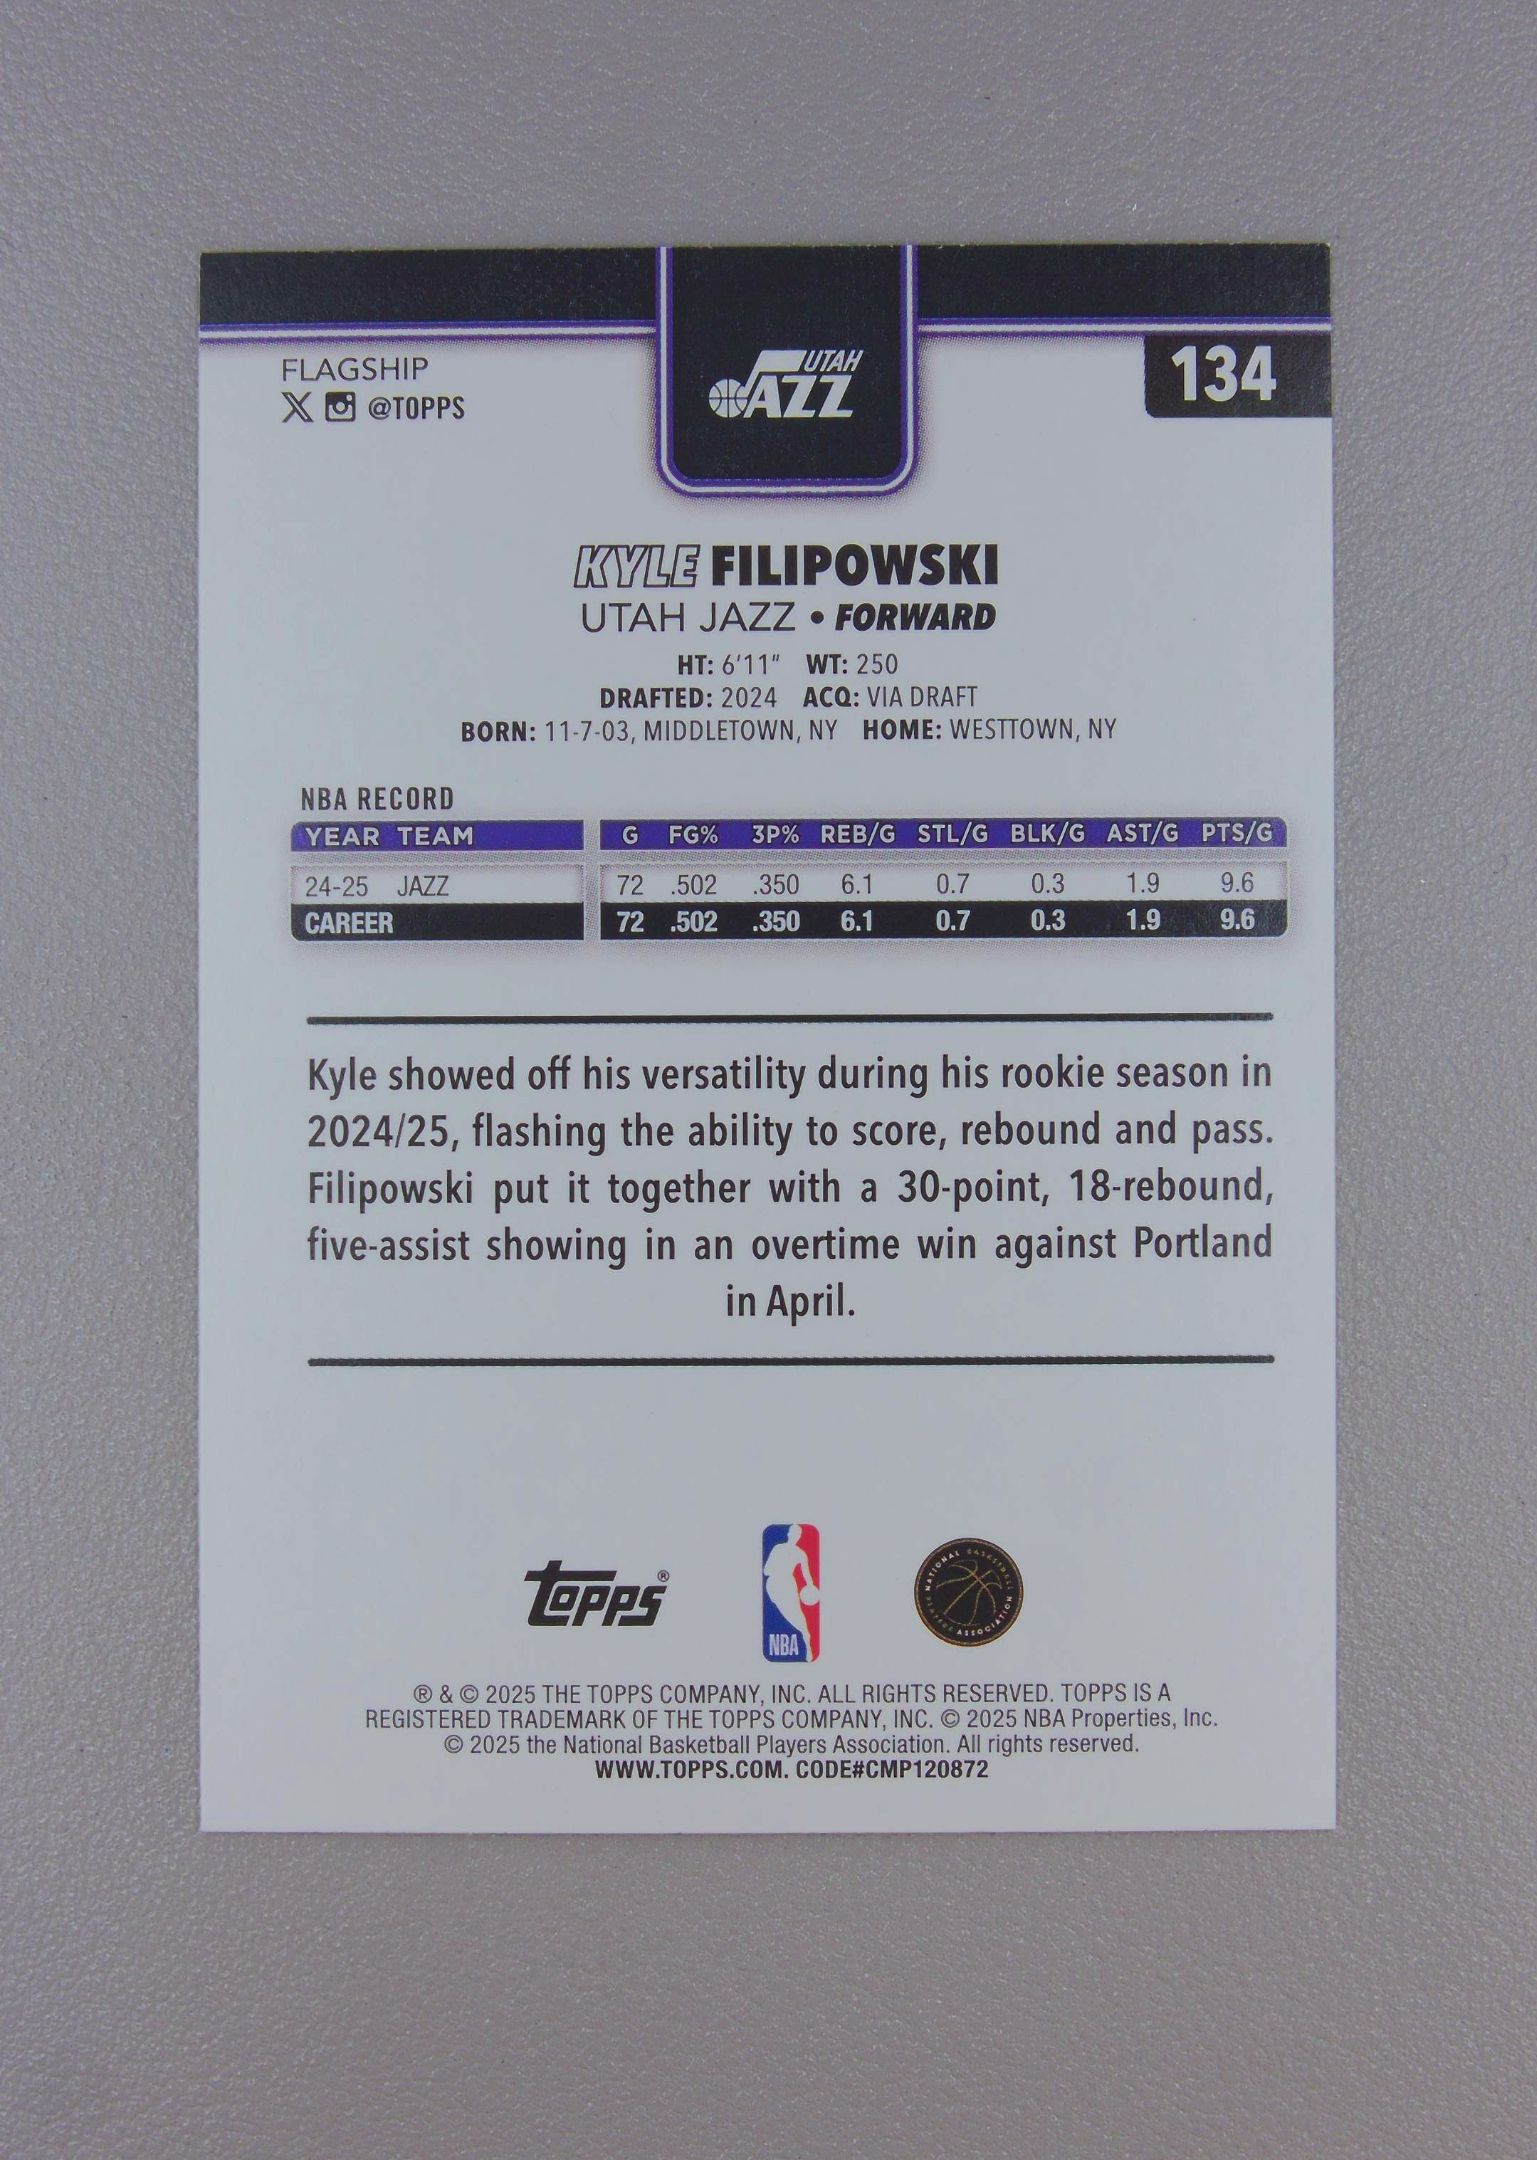 UTAH
JAZZ
134
FLAGSHIP
@TOPPS
KYLE FILIPOWSKI
UTAH JAZZ • FORWARD
HT: 6'11" WT: 250
DRAFTED: 2024 ACQ: VIA DRAFT
BORN: 11-7-03, MIDDLETOWN, NY HOME: WESTTOWN, NY
NBA RECORD
YEAR TEAM G FG% 3P% REB/G STL/G BLK/G AST/G PTS/G
24-25 JAZZ 72 .502 .350 6.1 0.7 0.3 1.9 9.6
CAREER 72 .502 .350 6.1 0.7 0.3 1.9 9.6
Kyle showed off his versatility during his rookie season in
2024/25, flashing the ability to score, rebound and pass.
Filipowski put it together with a 30-point, 18-rebound,
five-assist showing in an overtime win against Portland
in April.
Topps®
NBA
NATIONAL BASKETBALL
PLAYERS ASSOCIATION
® & © 2025 THE TOPPS COMPANY, INC. ALL RIGHTS RESERVED. TOPPS IS A
REGISTERED TRADEMARK OF THE TOPPS COMPANY, INC. © 2025 NBA Properties, Inc.
© 2025 the National Basketball Players Association. All rights reserved.
WWW.TOPPS.COM. CODE#CMP120872